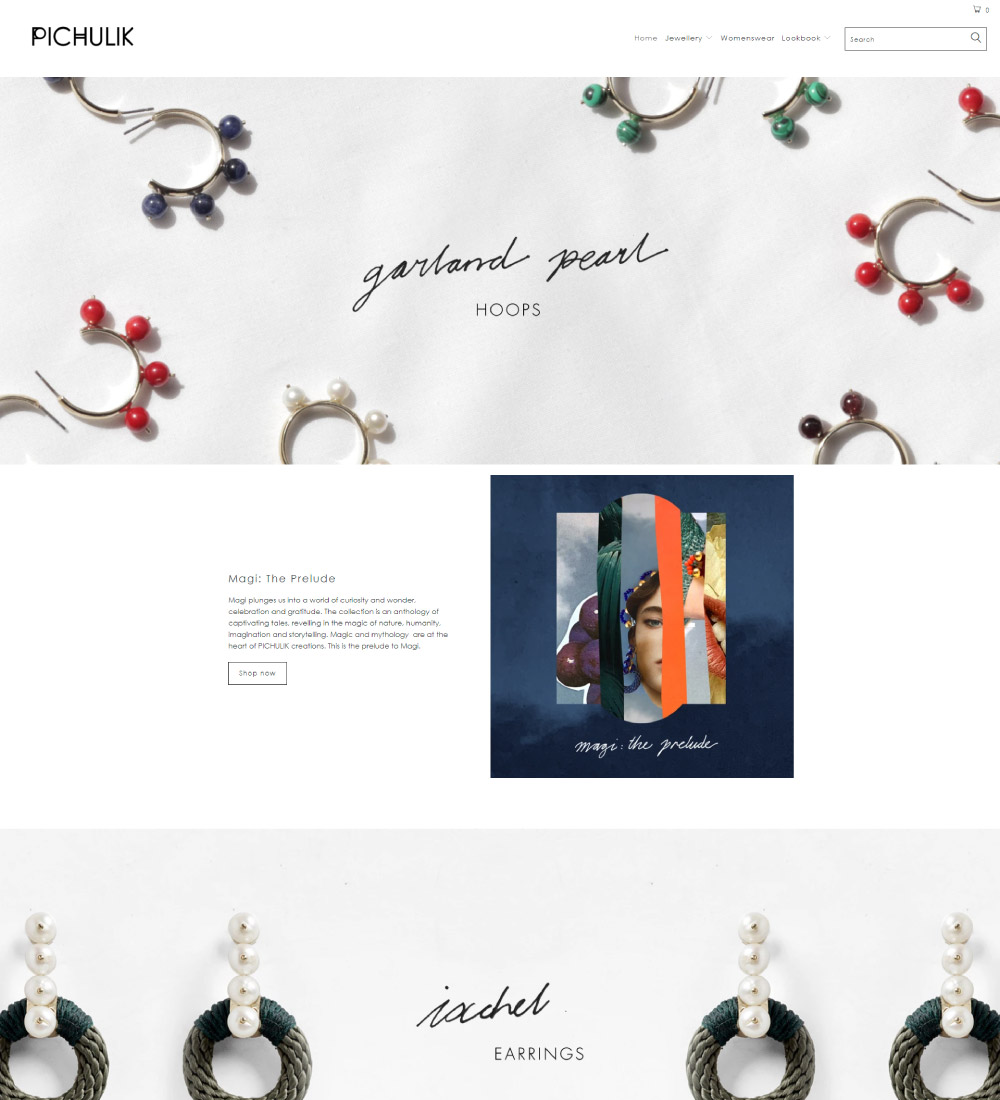 0
PICHULIK
Home Jewellery Womenswear Lookbook Search
garland pearl
HOOPS
Magi: The Prelude
Magi plunges us into a world of curiosity and wonder,
celebration and gratitude. The collection is an anthology of
captivating tales, revelling in the magic of nature, humanity,
imagination and storytelling. Magic and mythology are at the
heart of PICHULIK creations. This is the prelude to Magi.
Shop now
magi: the prelude
ixchel
EARRINGS